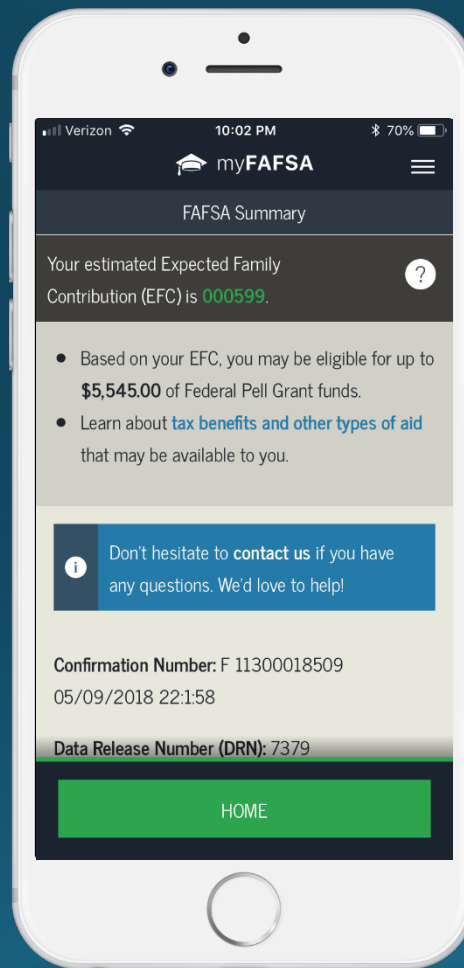 Verizon 10:02 PM 70%
myFAFSA
FAFSA Summary
Your estimated Expected Family
Contribution (EFC) is 000599.
?
• Based on your EFC, you may be eligible for up to
$5,545.00 of Federal Pell Grant funds.
• Learn about tax benefits and other types of aid
that may be available to you.
i
Don't hesitate to contact us if you have
any questions. We'd love to help!
Confirmation Number: F 11300018509
05/09/2018 22:1:58
Data Release Number (DRN): 7379
HOME